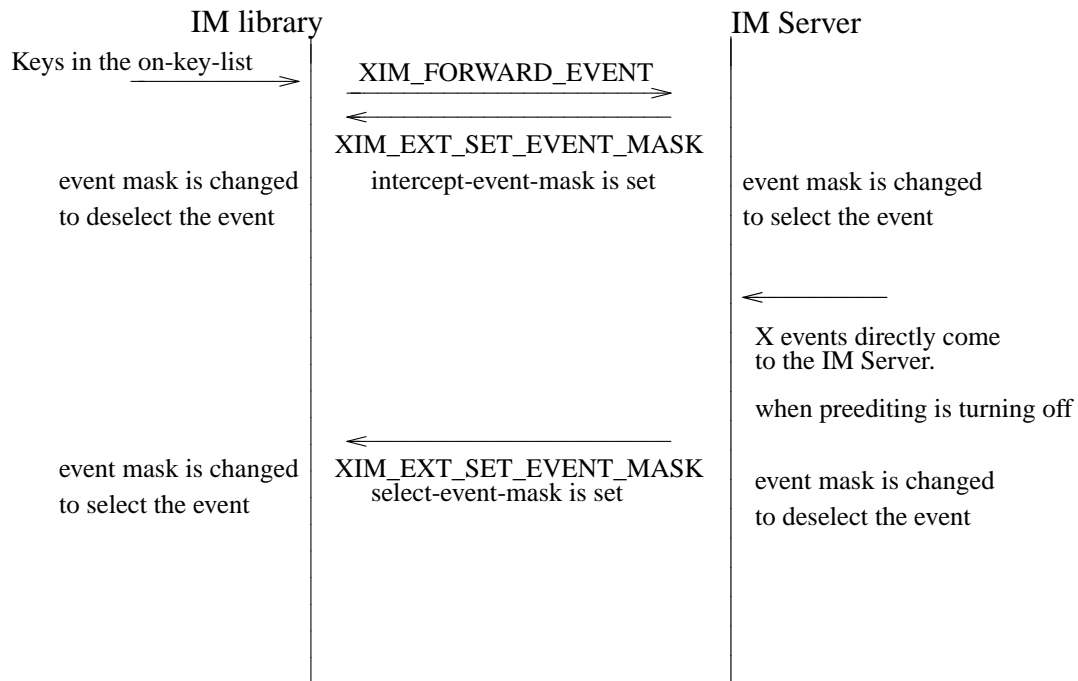 IM library
IM Server
Keys in the on-key-list
XIM_FORWARD_EVENT
XIM_EXT_SET_EVENT_MASK
event mask is changed
to deselect the event
intercept-event-mask is set
event mask is changed
to select the event
X events directly come
to the IM Server.
when preediting is turning off
event mask is changed
to select the event
XIM_EXT_SET_EVENT_MASK
select-event-mask is set
event mask is changed
to deselect the event